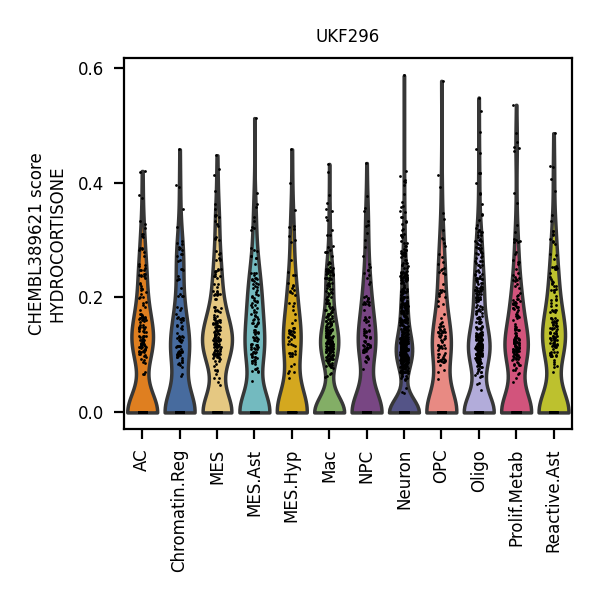 UKF296
CHEMBL389621 score
HYDROCORTISONE
0.6
0.4
0.2
0.0
AC
Chromatin.Reg
MES
MES.Ast
MES.Hyp
Mac
NPC
Neuron
OPC
Oligo
Prolif.Metab
Reactive.Ast